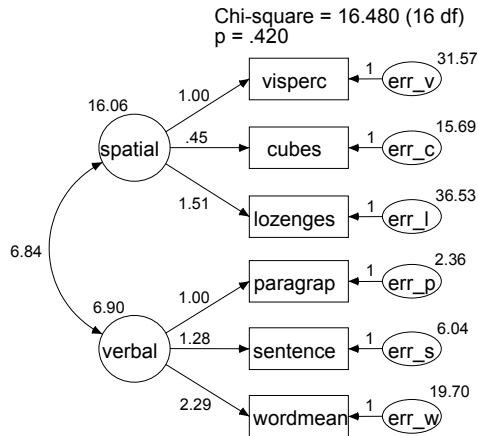 Chi-square = 16.480 (16 df)
p = .420
31.57
1.00 visperc 1 err_v
16.06
15.69
spatial .45 cubes 1 err_c
36.53
1.51 lozenges 1 err_l
6.84
2.36
6.90 1.00 paragrap 1 err_p
6.04
verbal 1.28 sentence 1 err_s
19.70
2.29 wordmean 1 err_w